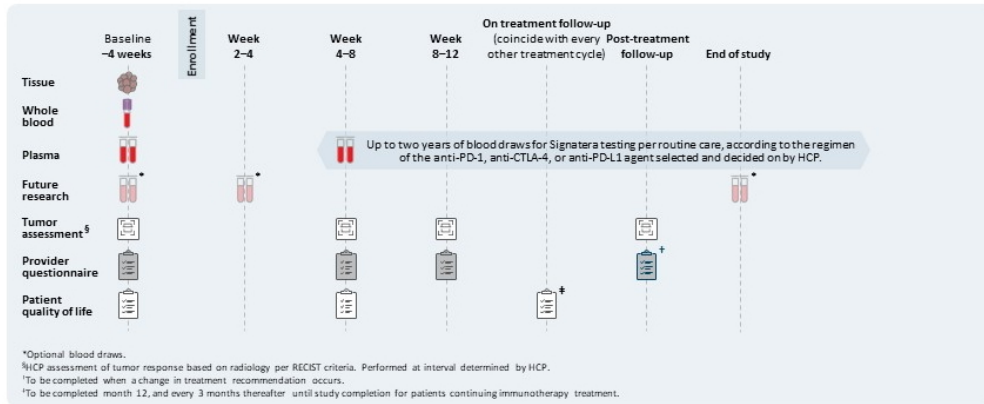 Baseline
–4 weeks
Enrollment
Week
2–4
Week
4–8
Week
8–12
On treatment follow-up
(coincide with every
other treatment cycle)
Post-treatment
follow-up
End of study
Tissue
Whole
blood
Plasma
Up to two years of blood draws for Signatera testing per routine care, according to the regimen
of the anti-PD-1, anti-CTLA-4, or anti-PD-L1 agent selected and decided on by HCP.
Future
research
*
*
*
Tumor
assessment§
Provider
questionnaire
†
Patient
quality of life
‡
*Optional blood draws.
§HCP assessment of tumor response based on radiology per RECIST criteria. Performed at interval determined by HCP.
†To be completed when a change in treatment recommendation occurs.
‡To be completed month 12, and every 3 months thereafter until study completion for patients continuing immunotherapy treatment.